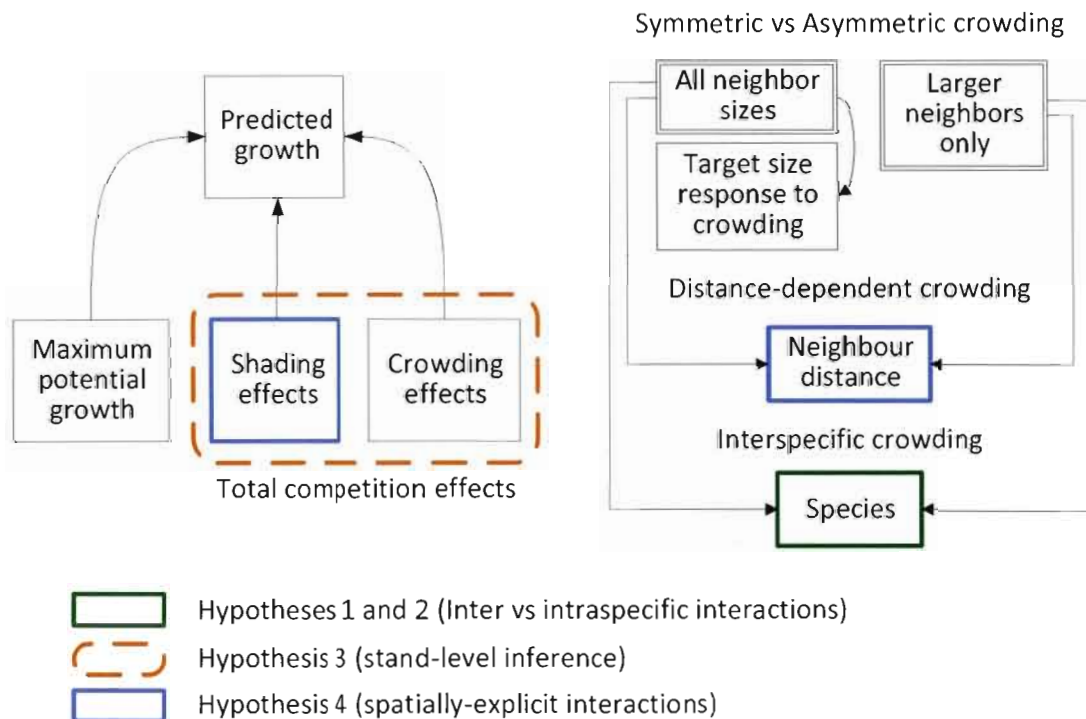 Symmetric vs Asymmetric crowding
Predicted
growth
Maximum
potential
growth
Shading
effects
Crowding
effects
Total competition effects
All neighbor
sizes
Larger
neighbors
only
Target size
response to
crowding
Distance-dependent crowding
Neighbour
distance
Interspecific crowding
Species
Hypotheses 1 and 2 (Inter vs intraspecific interactions)
Hypothesis 3 (stand-level inference)
Hypothesis 4 (spatially-explicit interactions)